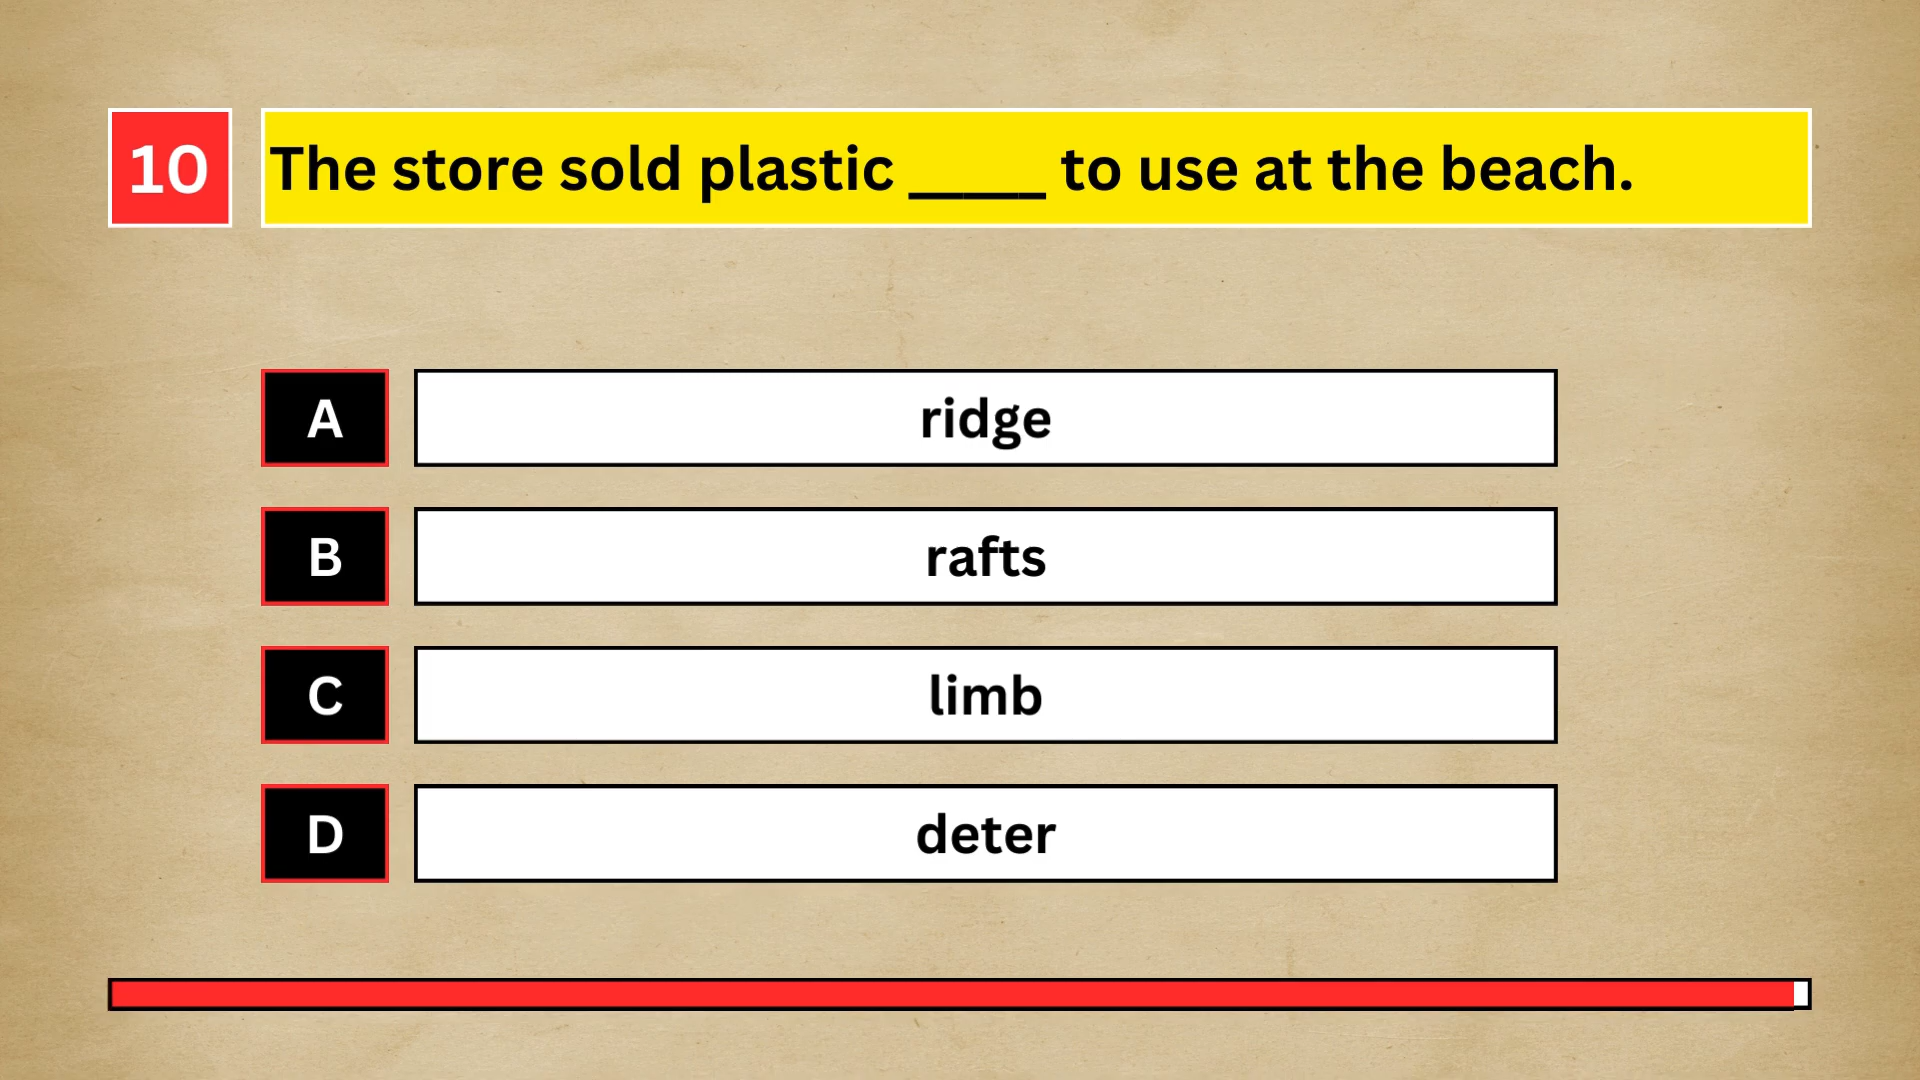 10
The store sold plastic _____ to use at the beach.
A
ridge
B
rafts
C
limb
D
deter